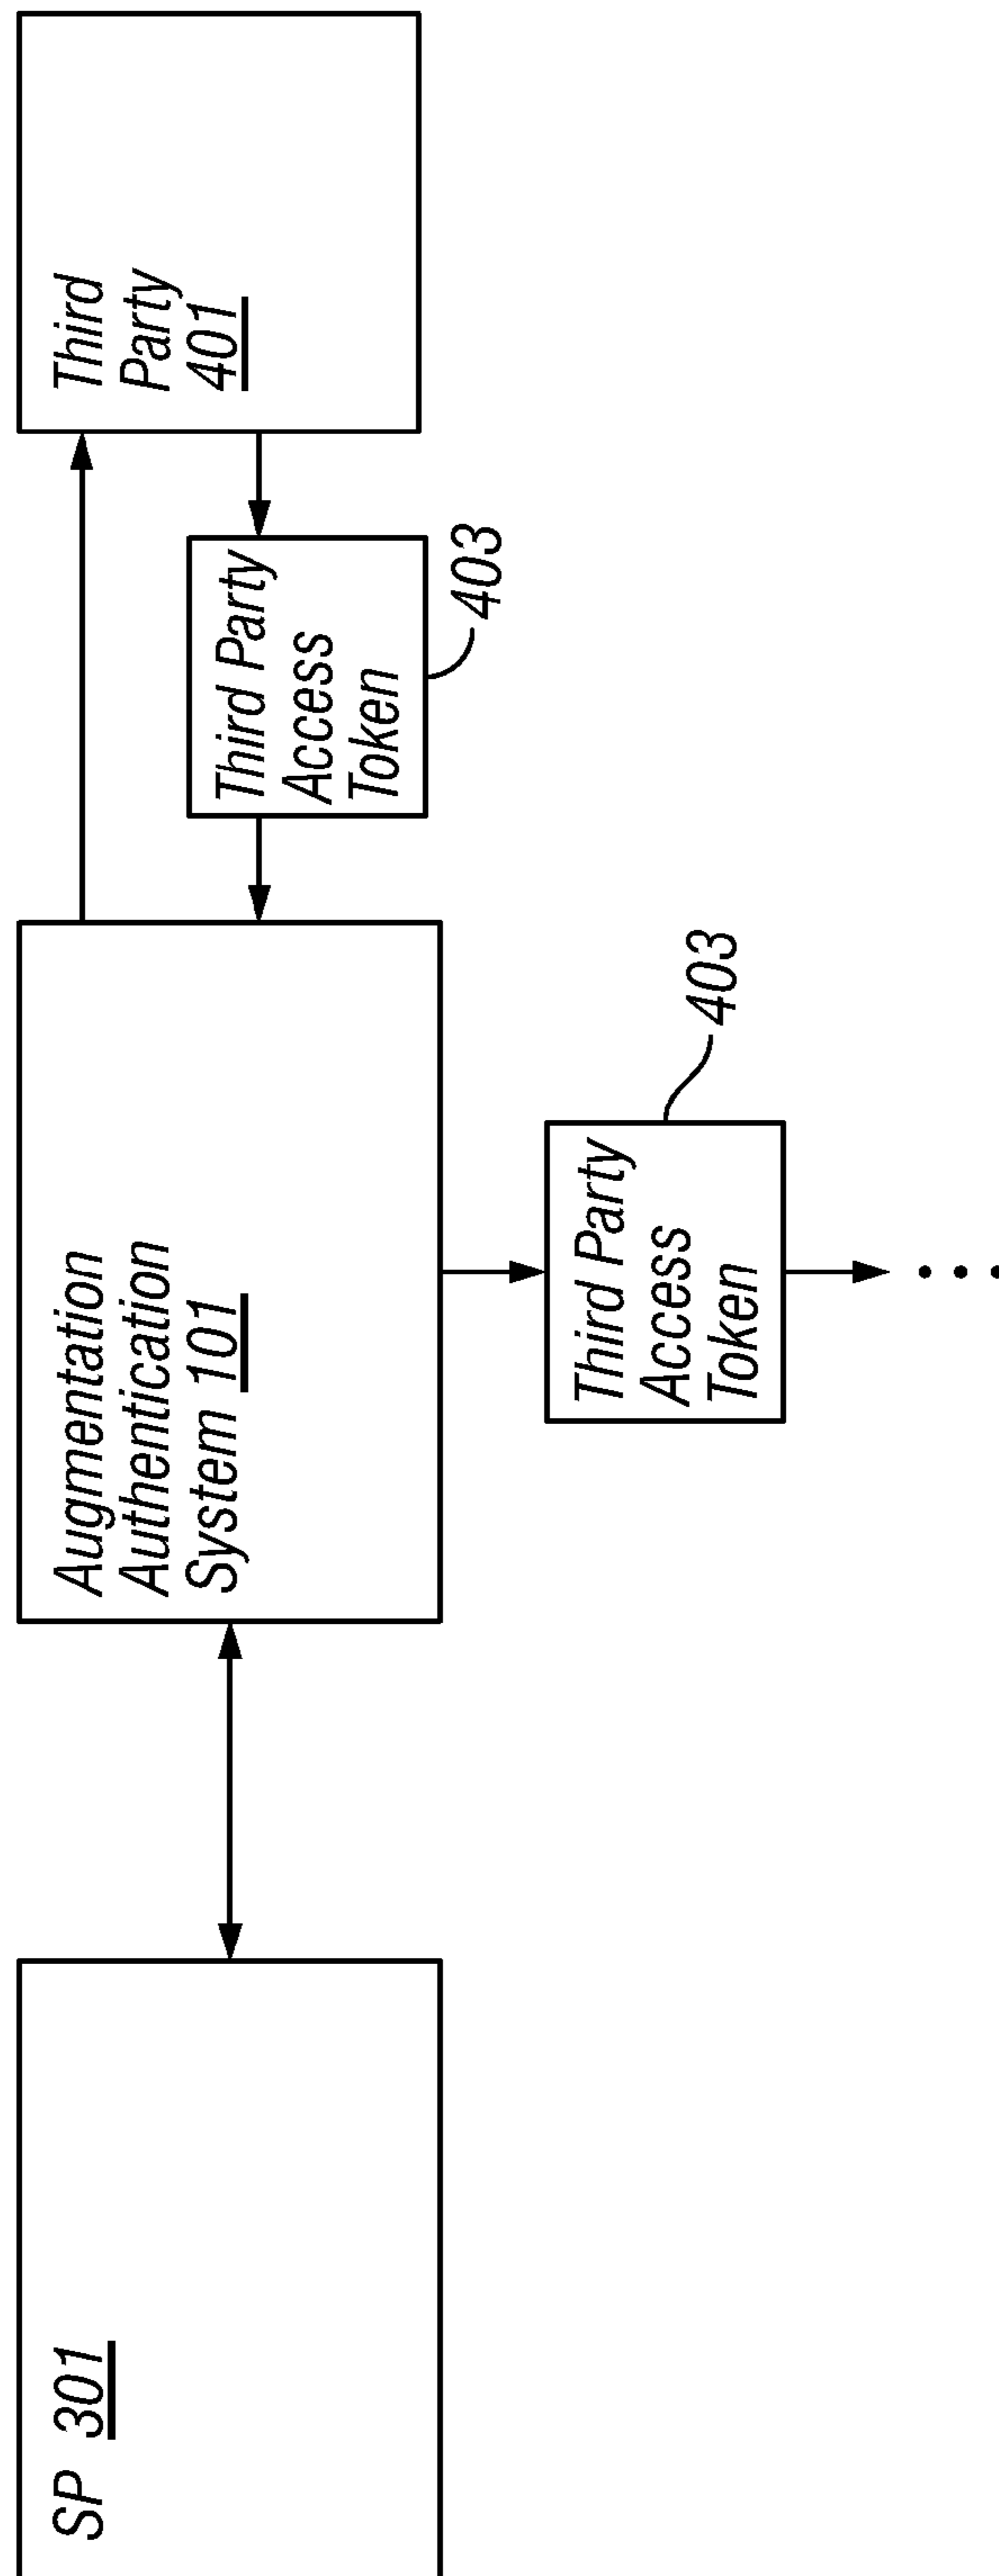 SP 301
Augmentation
Authentication
System 101
Third
Party
401
Third Party
Access
Token
403
Third Party
Access
Token
403